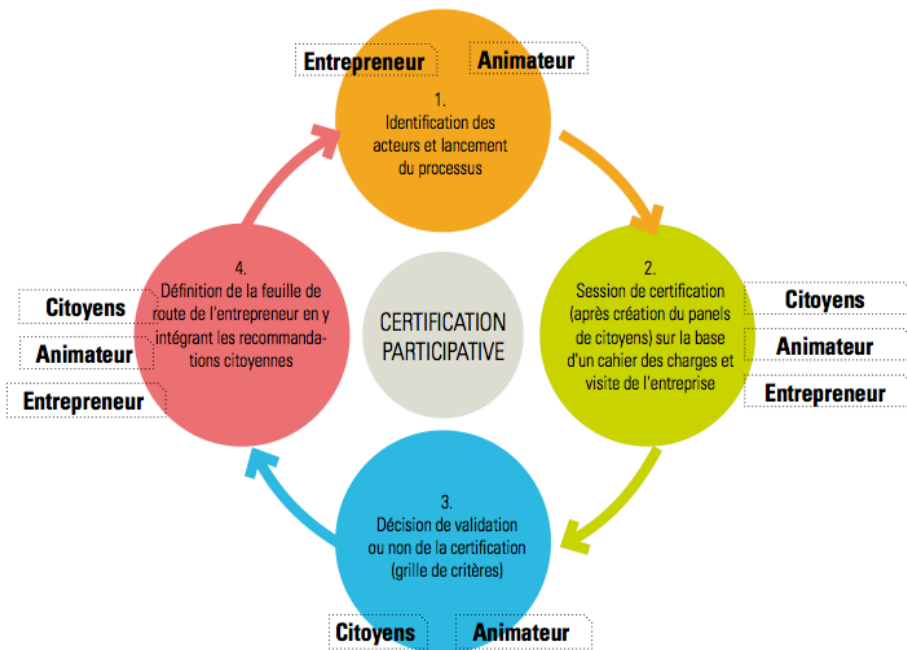 Entrepreneur
Animateur
1.
Identification des
acteurs et lancement
du processus
2.
Session de certification
(après création du panels
de citoyens) sur la base
d'un cahier des charges et
visite de l'entreprise
Citoyens
Animateur
Entrepreneur
3.
Décision de validation
ou non de la certification
(grille de critères)
Citoyens
Animateur
4.
Définition de la feuille de
route de l'entrepreneur en y
intégrant les recommanda-
tions citoyennes
Citoyens
Animateur
Entrepreneur
CERTIFICATION
PARTICIPATIVE